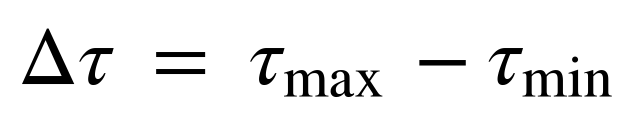 Δτ = τmax − τmin